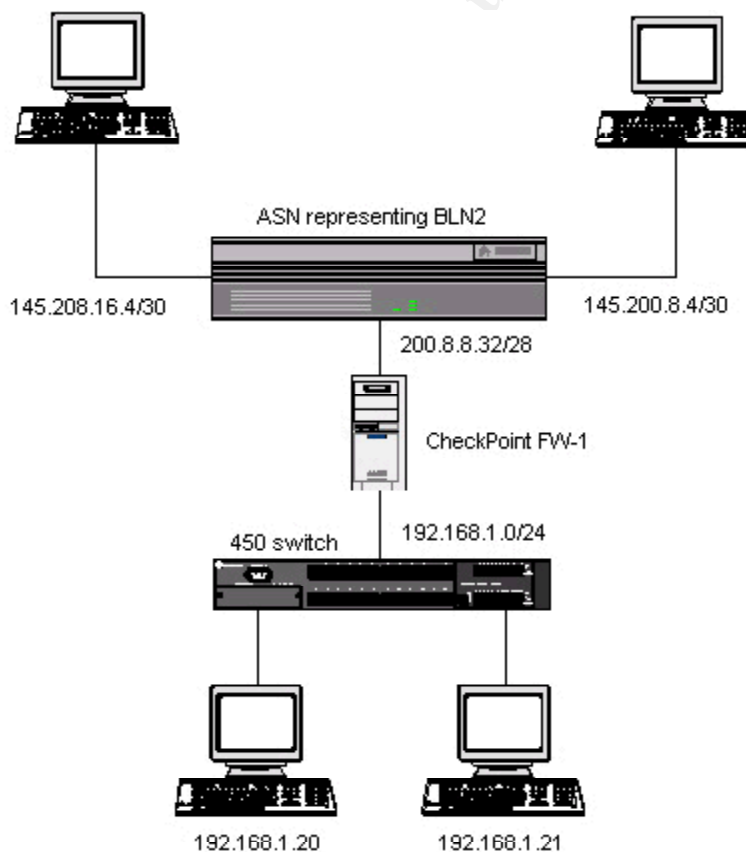 ASN representing BLN2
145.208.16.4/30
145.200.8.4/30
200.8.8.32/28
CheckPoint FW-1
192.168.1.0/24
450 switch
192.168.1.20
192.168.1.21